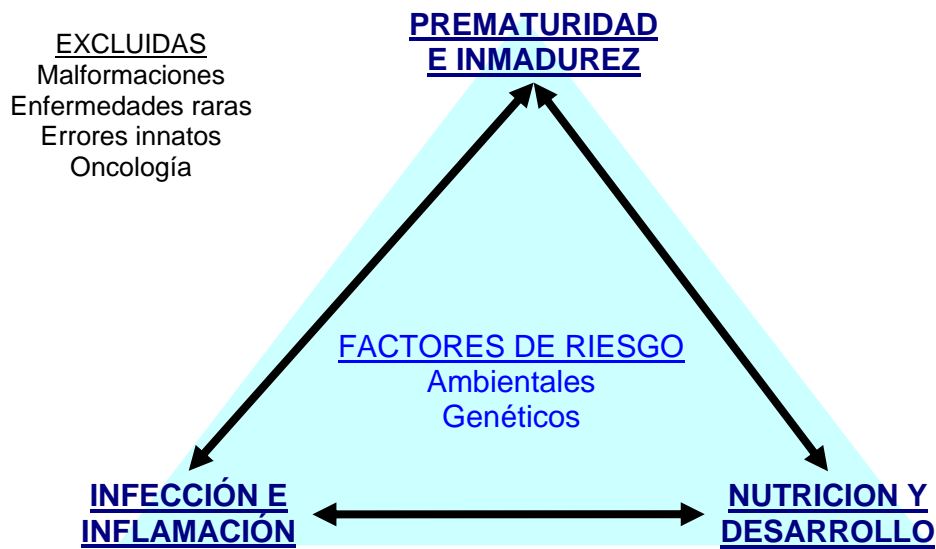 EXCLUIDAS
Malformaciones
Enfermedades raras
Errores innatos
Oncología
PREMATURIDAD
E INMADUREZ
FACTORES DE RIESGO
Ambientales
Genéticos
INFECCIÓN E
INFLAMACIÓN
NUTRICION Y
DESARROLLO